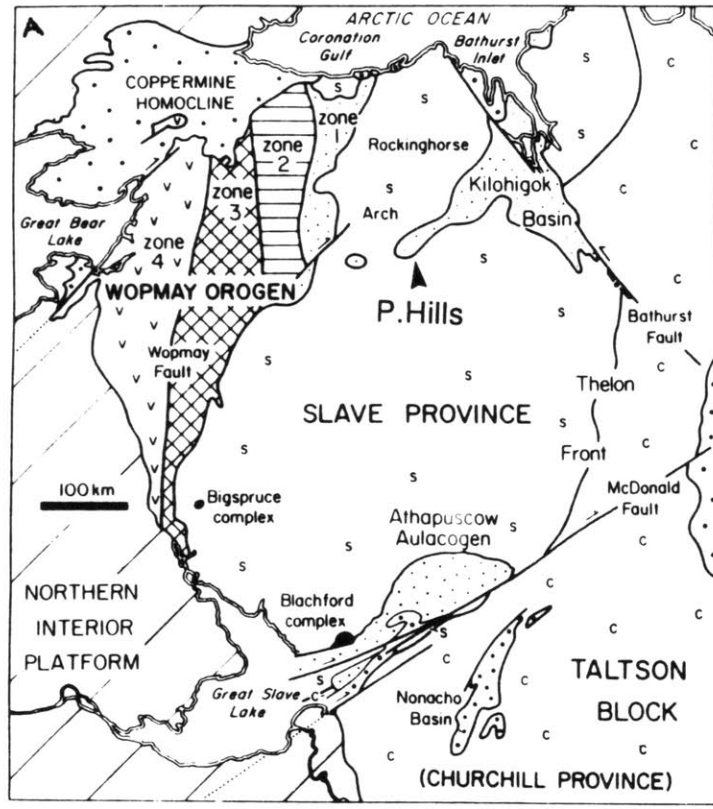 A
ARCTIC OCEAN
Coronation
Gulf
Bathurst
Inlet
COPPERMINE
HOMOCLINE
v
s
zone
1
zone
2
zone
3
zone
4
v
v
v
v
v
v
v
v
v
v
v
v
s
Rockinghorse
s
Arch
s
c
s
c
c
c
Kilohigok
Basin
Great Bear
Lake
WOPMAY OROGEN
P.Hills
s
s
s
c
Bathurst
Fault
c
Wopmay
Fault
Thelon
Front
SLAVE PROVINCE
s
s
s
s
c
McDonald
Fault
100 km
Bigspruce
complex
Athapuscow
Aulacogen
s
s
s
c
c
NORTHERN
INTERIOR
PLATFORM
Blachford
complex
s
s
c
Great Slave
Lake
c
c
Nonacho
Basin
TALTSON
BLOCK
c
c
c
c
c
(CHURCHILL PROVINCE)